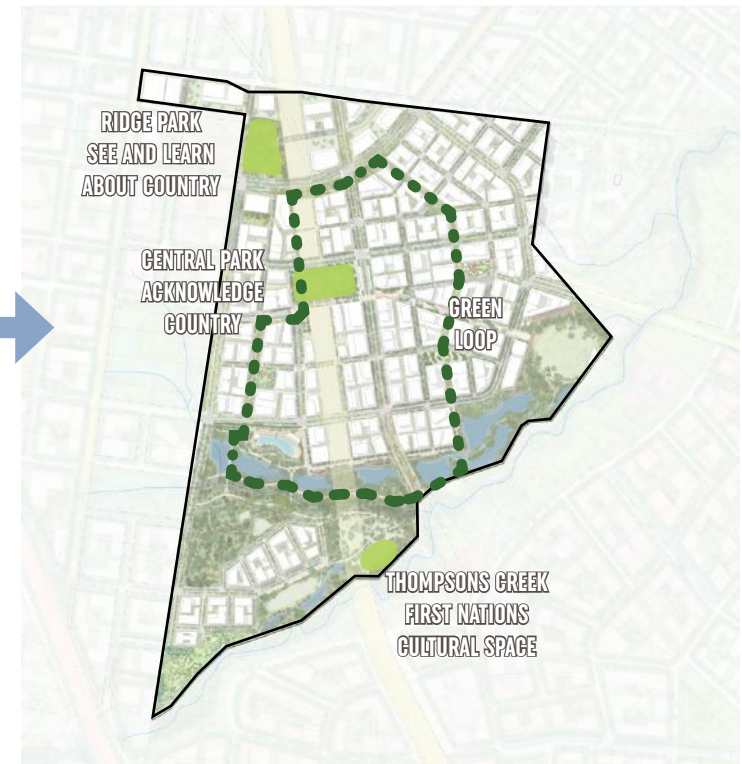 RIDGE PARK
SEE AND LEARN
ABOUT COUNTRY
CENTRAL PARK
ACKNOWLEDGE
COUNTRY
GREEN
LOOP
THOMPSONS CREEK
FIRST NATIONS
CULTURAL SPACE